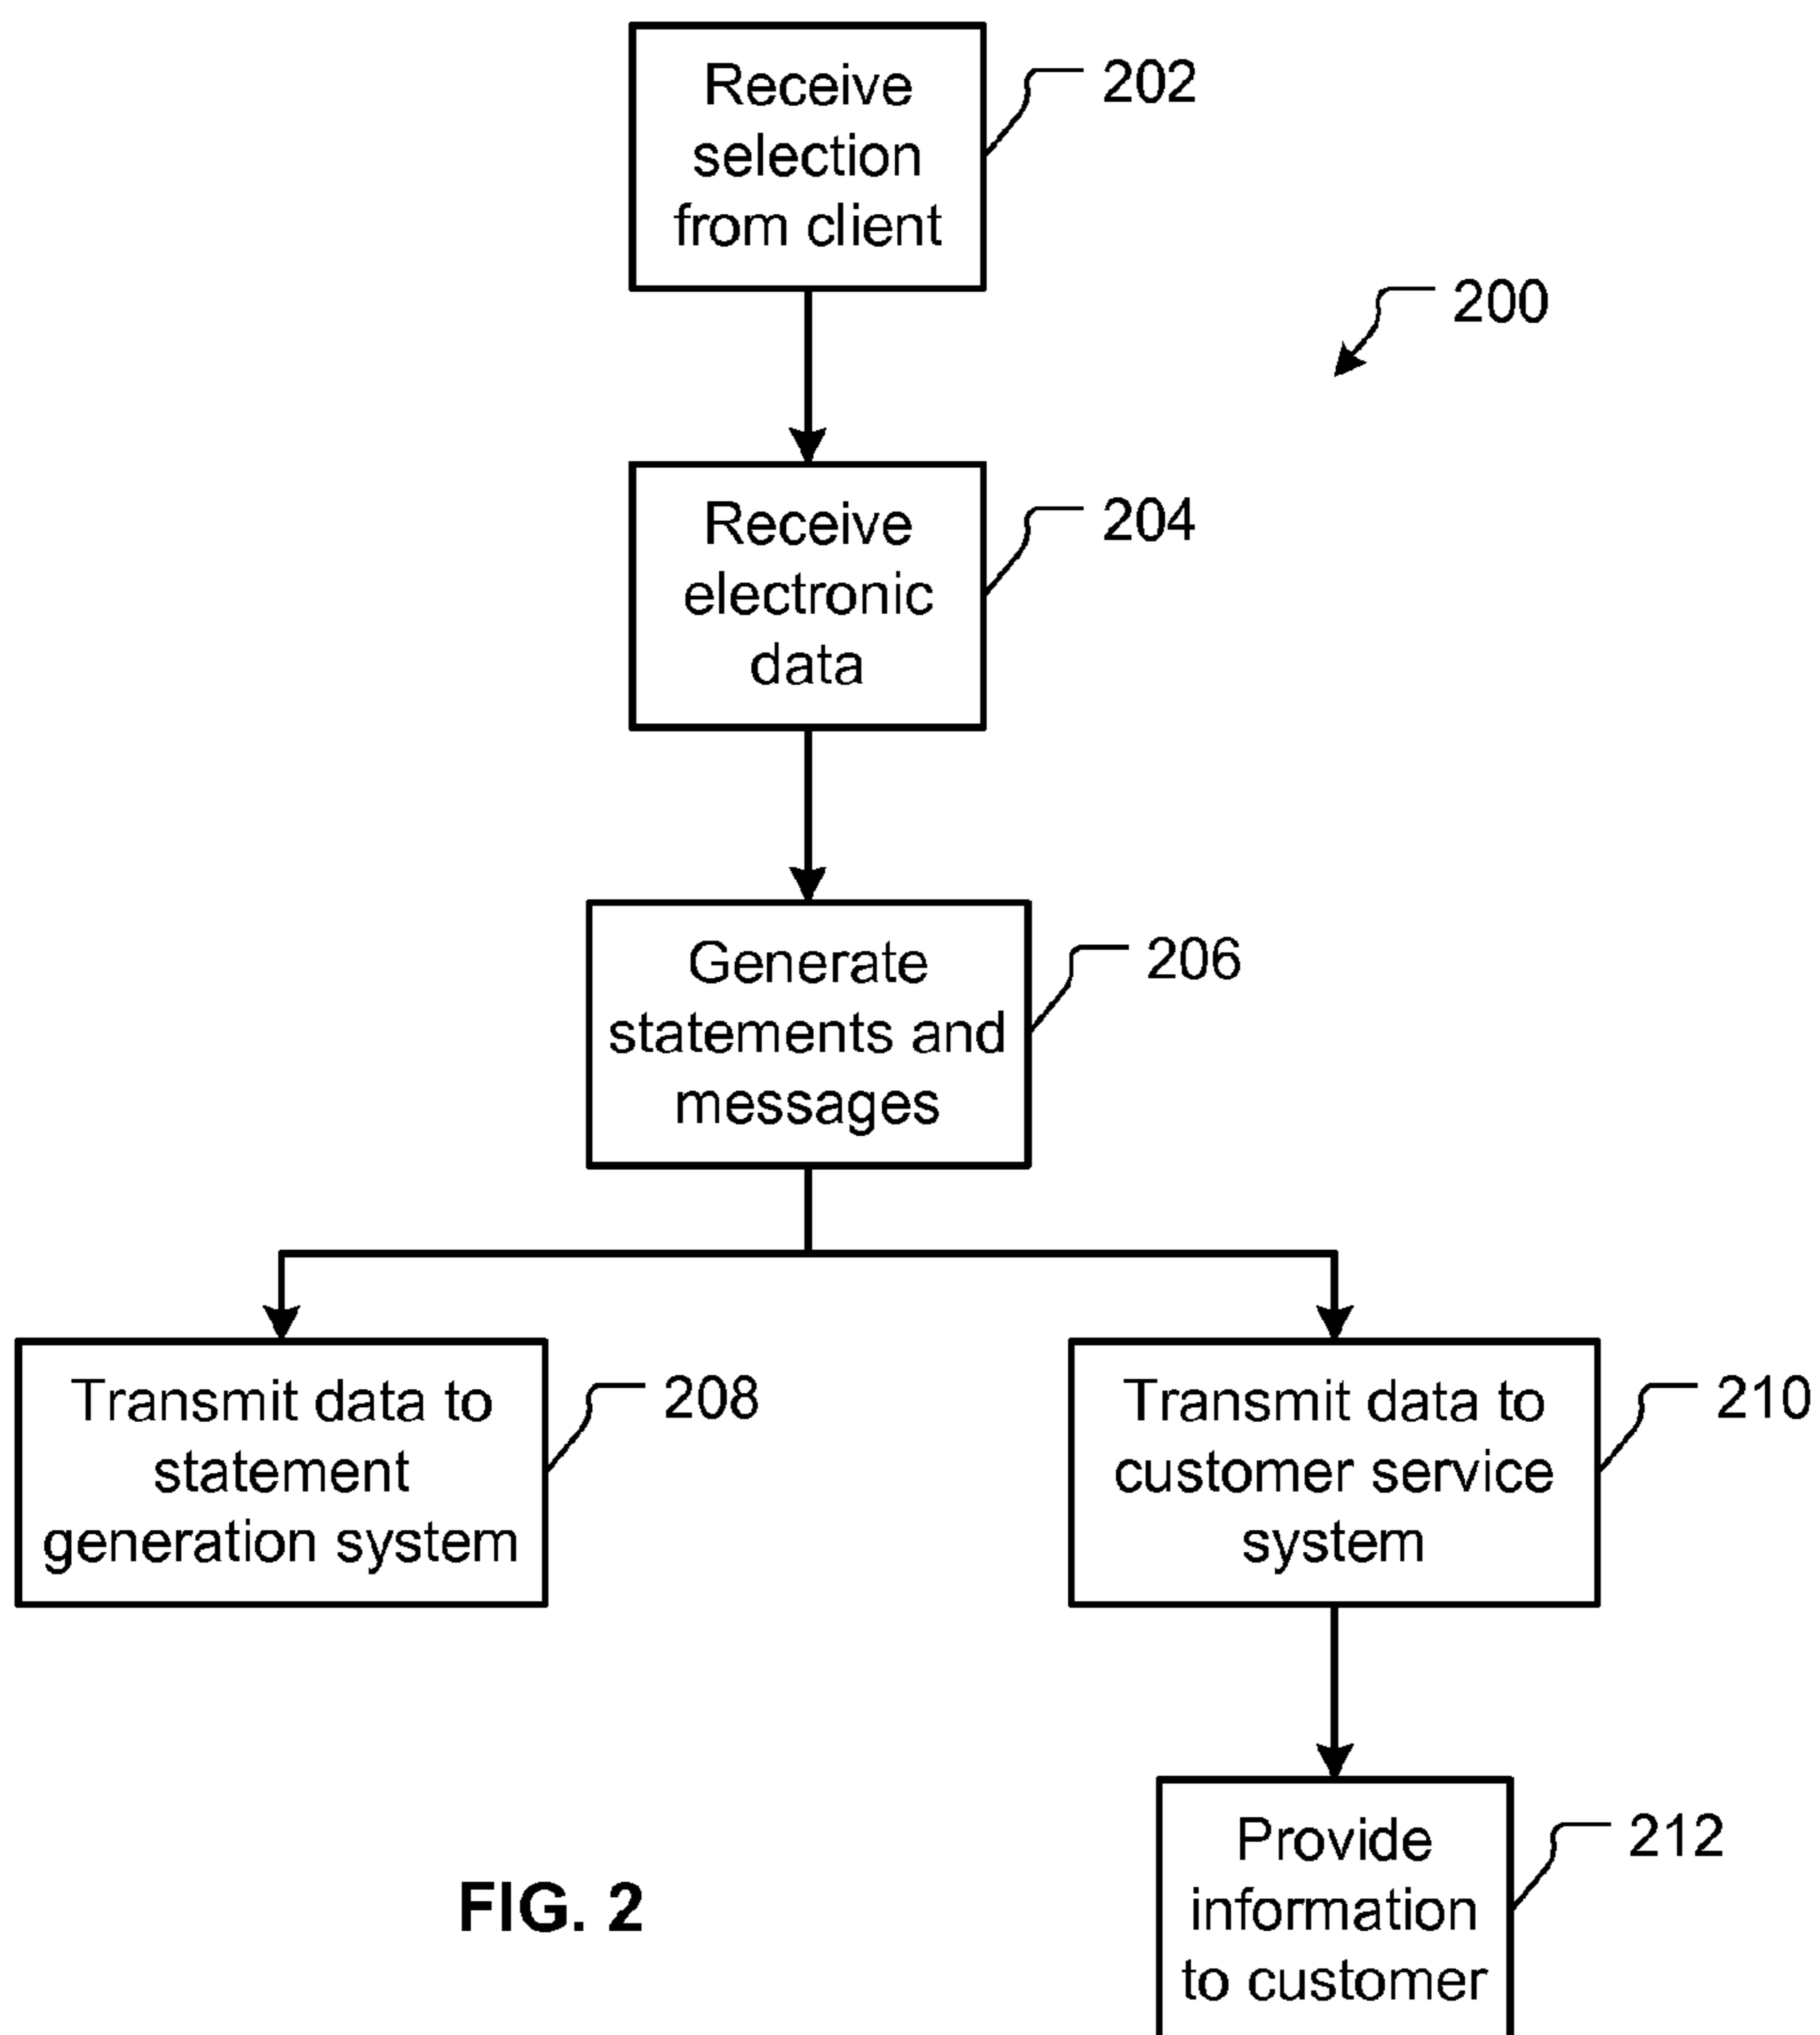 Receive
selection
from client
202
200
Receive
electronic
data
204
Generate
statements and
messages
206
Transmit data to
statement
generation system
208
Transmit data to
customer service
system
210
Provide
information
to customer
212
FIG. 2